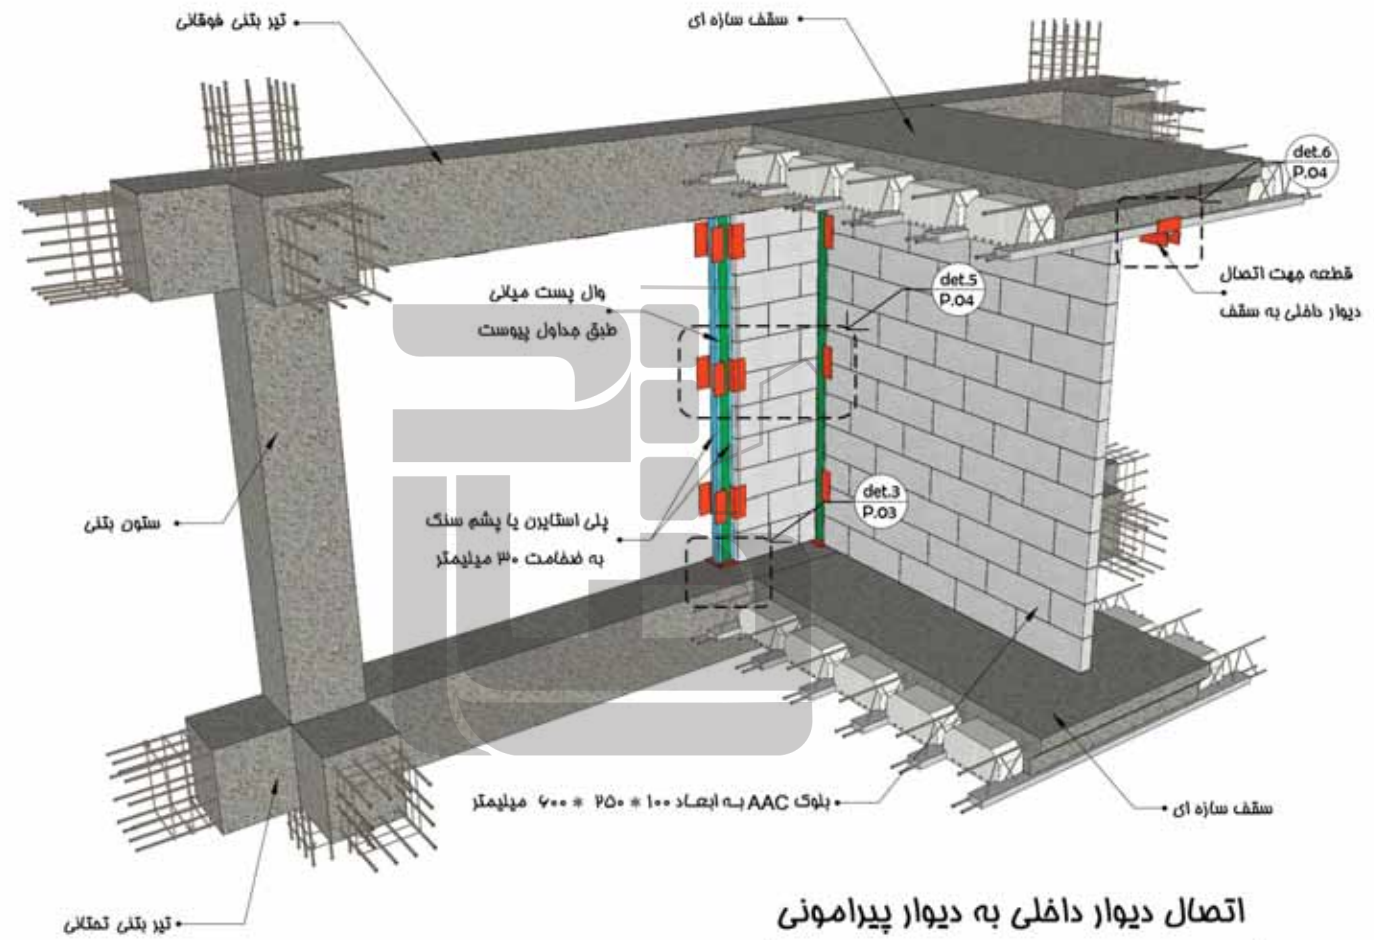 تیر بتنی فوقانی
سقف سازه ای
det.6
P.04
قطعه جهت اتصال
دیوار داخلی به سقف
det.5
P.04
وال پست میانی
طبق جداول پیوست
det.3
P.03
ستون بتنی
پلی استایرن یا پشم سنگ
به ضخامت ۳۰ میلیمتر
بلوک AAC به ابعاد ۱۰۰ * ۲۵۰ * ۶۰۰ میلیمتر
سقف سازه ای
تیر بتنی تحتانی
اتصال دیوار داخلی به دیوار پیرامونی